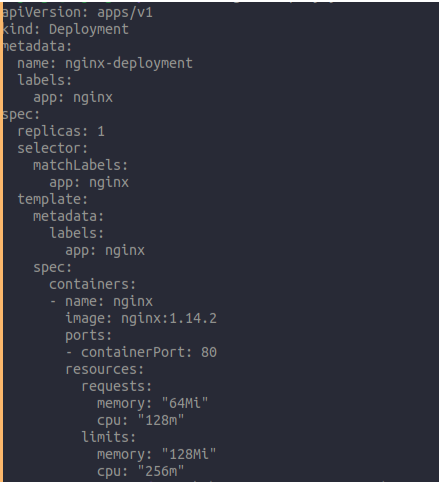 apiVersion: apps/v1
kind: Deployment
metadata:
  name: nginx-deployment
  labels:
    app: nginx
spec:
  replicas: 1
  selector:
    matchLabels:
      app: nginx
  template:
    metadata:
      labels:
        app: nginx
    spec:
      containers:
      - name: nginx
        image: nginx:1.14.2
        ports:
        - containerPort: 80
        resources:
          requests:
            memory: "64Mi"
            cpu: "128m"
          limits:
            memory: "128Mi"
            cpu: "256m"